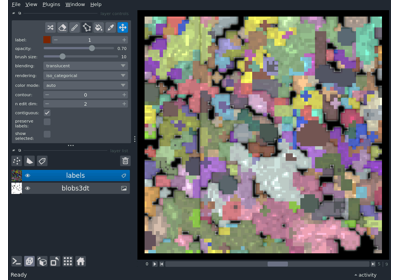 File View Plugins Window Help
label: 1
opacity: 0.70
brush size: 10
blending: translucent
rendering: iso_categorical
color mode: auto
contour: 0
n edit dim: 2
contiguous:
preserve
labels:
show
selected:
labels
blobs3dt
Ready
activity